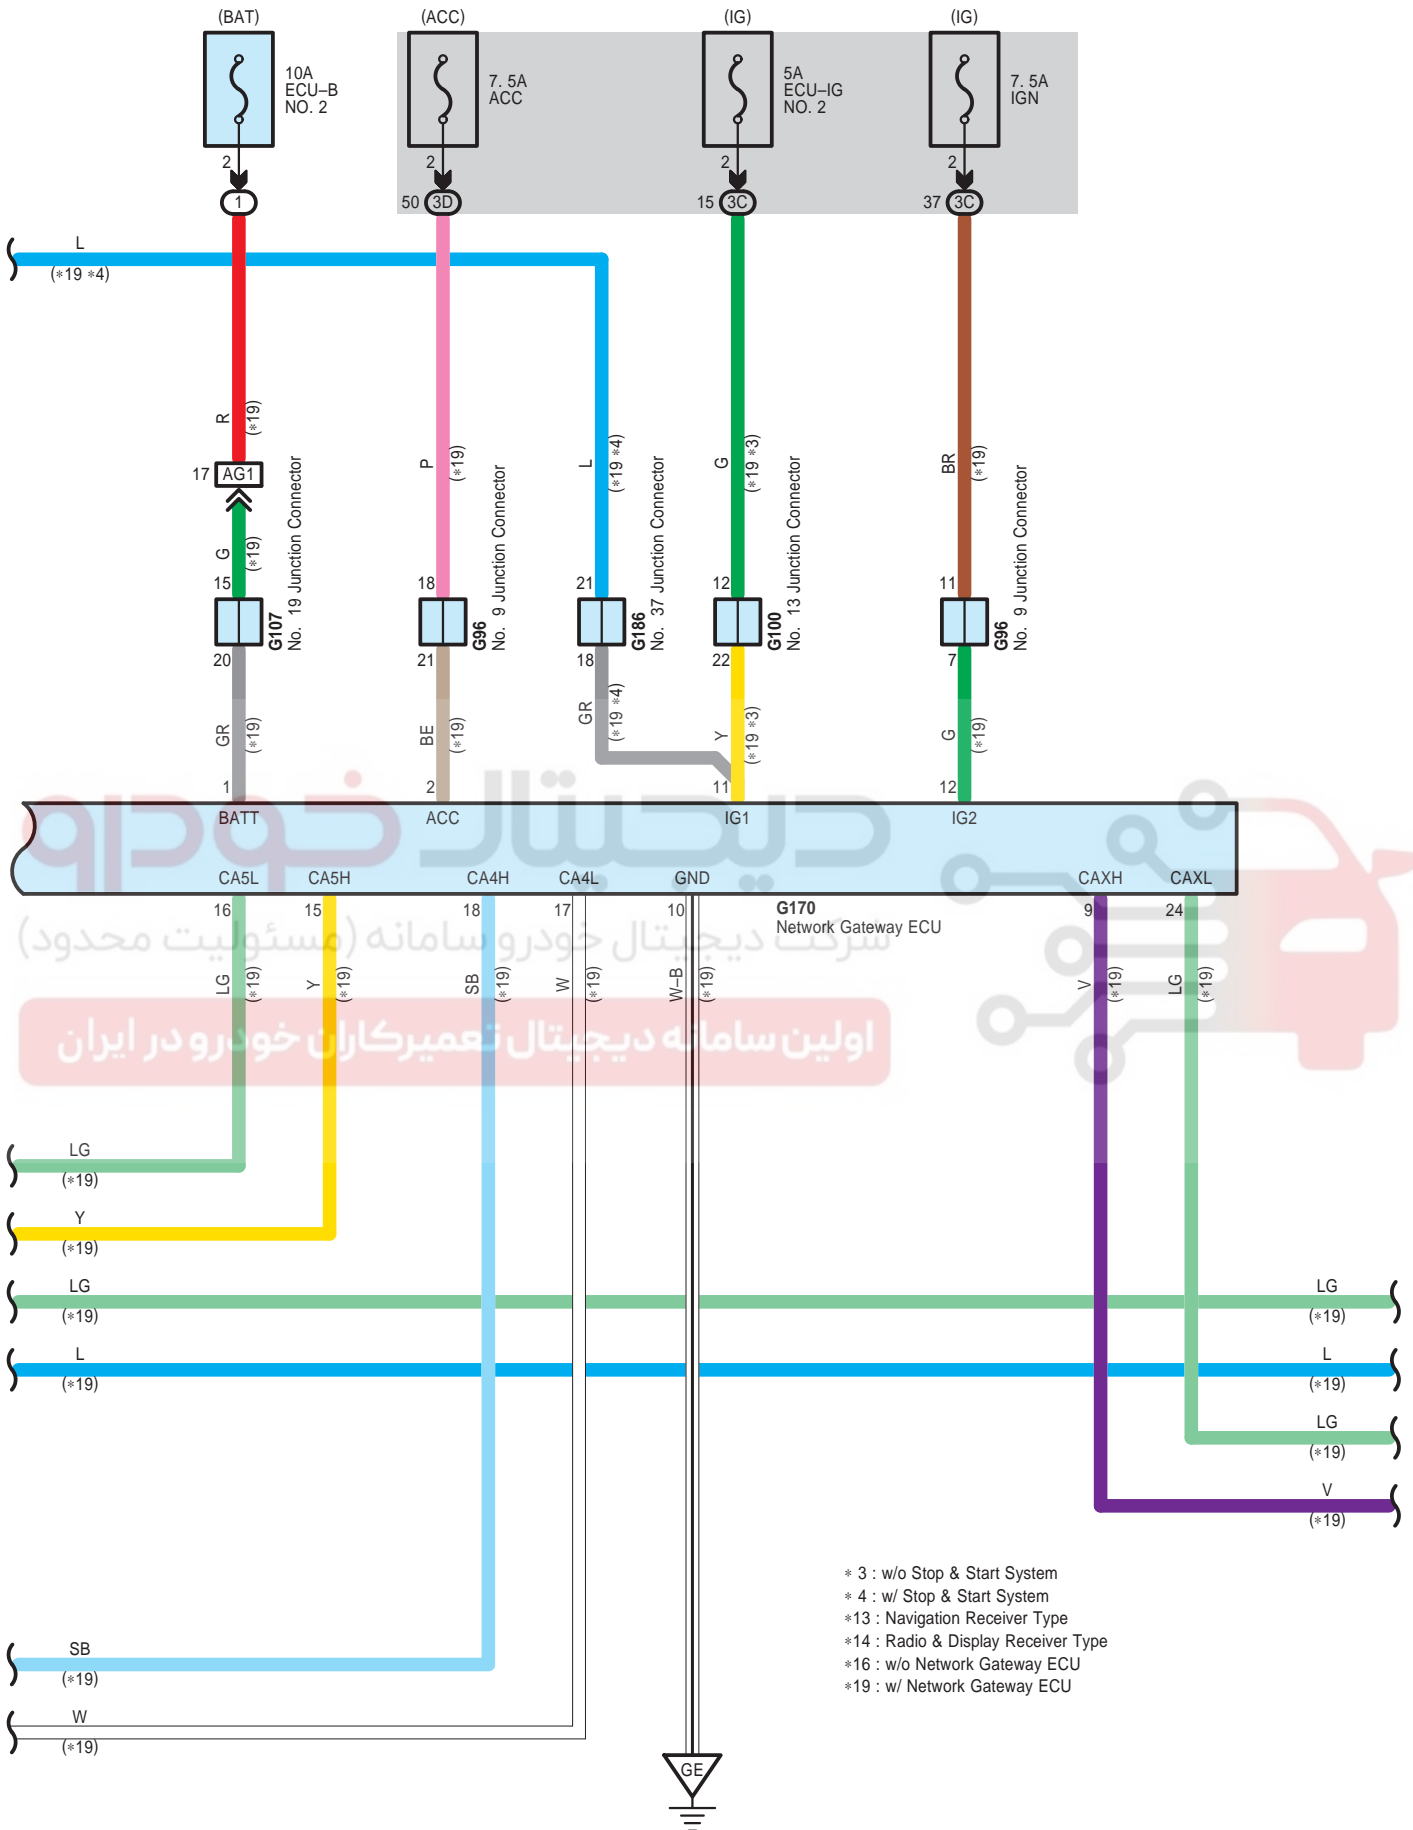 (BAT) (ACC) (IG) (IG)
10A
ECU–B
NO. 2
7. 5A
ACC
5A
ECU–IG
NO. 2
7. 5A
IGN
2 2 2 2
1 50 3D 15 3C 37 3C
L
(*19 *4)
R
(*19)
17 AG1
G
(*19)
15
20
G107
No. 19 Junction Connector
GR
(*19)
P
(*19)
18
21
G96
No. 9 Junction Connector
BE
(*19)
L
(*19 *4)
21
18
G186
No. 37 Junction Connector
GR
(*19 *4)
G
(*19 *3)
12
22
G100
No. 13 Junction Connector
Y
(*19 *3)
BR
(*19)
11
7
G96
No. 9 Junction Connector
G
(*19)
1 2 11 12
BATT ACC IG1 IG2
دیجیتال خودرو
CA5L CA5H CA4H CA4L GND CAXH CAXL
16 15 18 17 10 9 24
G170
Network Gateway ECU
شرکت دیجیتال خودرو سامانه (مسئولیت محدود)
LG
(*19)
Y
(*19)
SB
(*19)
W
(*19)
W–B
(*19)
V
(*19)
LG
(*19)
اولین سامانه دیجیتال تعمیرکاران خودرو در ایران
LG
(*19)
Y
(*19)
LG
(*19)
LG
(*19)
L
(*19)
L
(*19)
LG
(*19)
V
(*19)
* 3 : w/o Stop & Start System
* 4 : w/ Stop & Start System
*13 : Navigation Receiver Type
*14 : Radio & Display Receiver Type
*16 : w/o Network Gateway ECU
*19 : w/ Network Gateway ECU
SB
(*19)
W
(*19)
GE